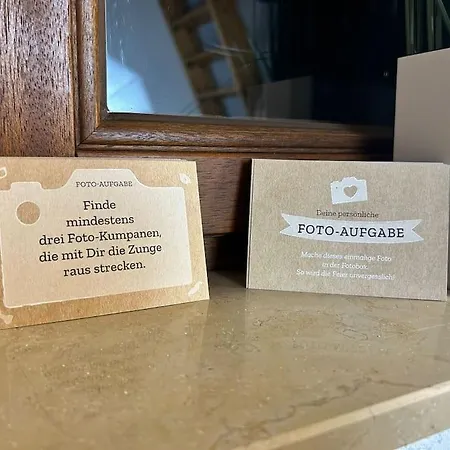 FOTO-AUFGABE
Finde
mindestens
drei Foto-Kumpanen,
die mit Dir die Zunge
raus strecken.
Deine persönliche
FOTO-AUFGABE
Mache dieses einmalige Foto
in der Fotobox.
So wird die Feier unvergesslich!